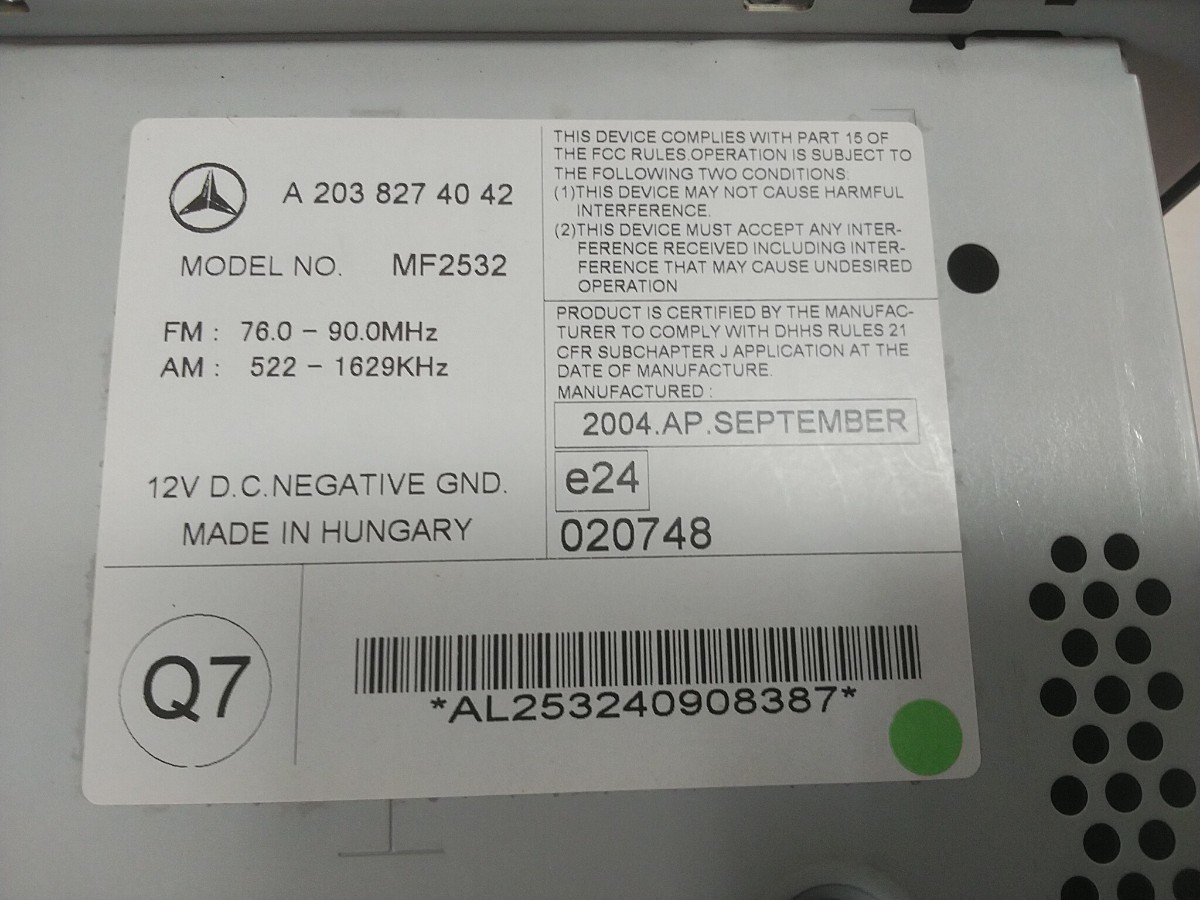 A 203 827 40 42
MODEL NO. MF2532
FM : 76.0 - 90.0MHz
AM : 522 - 1629KHz
12V D.C.NEGATIVE GND.
MADE IN HUNGARY
THIS DEVICE COMPLIES WITH PART 15 OF
THE FCC RULES.OPERATION IS SUBJECT TO
THE FOLLOWING TWO CONDITIONS:
(1)THIS DEVICE MAY NOT CAUSE HARMFUL
INTERFERENCE.
(2)THIS DEVICE MUST ACCEPT ANY INTER-
FERENCE RECEIVED INCLUDING INTER-
FERENCE THAT MAY CAUSE UNDESIRED
OPERATION
PRODUCT IS CERTIFIED BY THE MANUFAC-
TURER TO COMPLY WITH DHHS RULES 21
CFR SUBCHAPTER J APPLICATION AT THE
DATE OF MANUFACTURE.
MANUFACTURED :
2004.AP.SEPTEMBER
e24
020748
Q7
*AL253240908387*